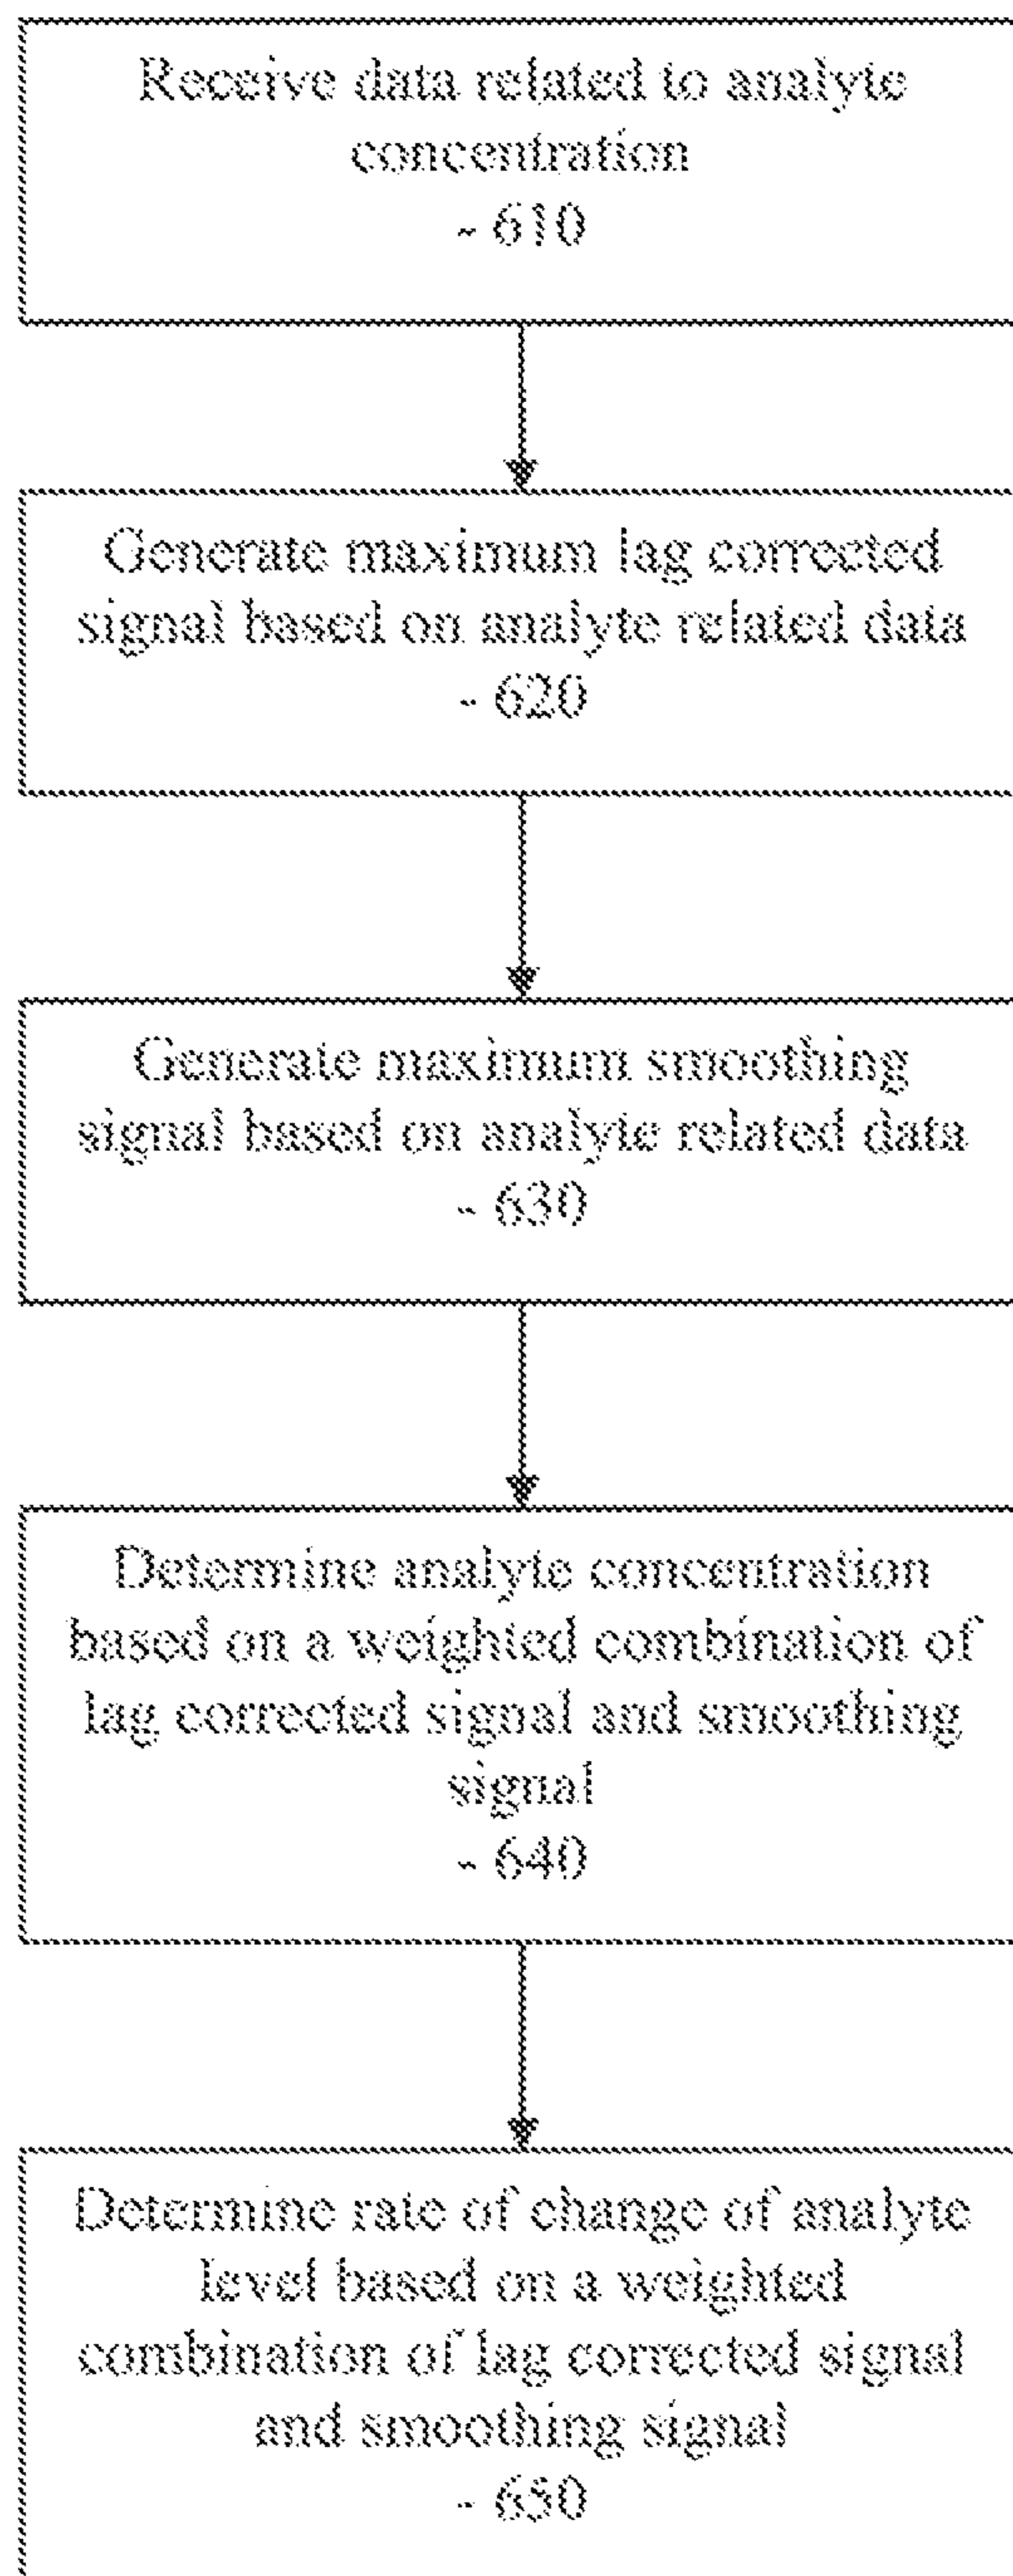 Receive data related to analyte
concentration
- 610
Generate maximum lag corrected
signal based on analyte related data
- 620
Generate maximum smoothing
signal based on analyte related data
- 630
Determine analyte concentration
based on a weighted combination of
lag corrected signal and smoothing
signal
- 640
Determine rate of change of analyte
level based on a weighted
combination of lag corrected signal
and smoothing signal
- 650